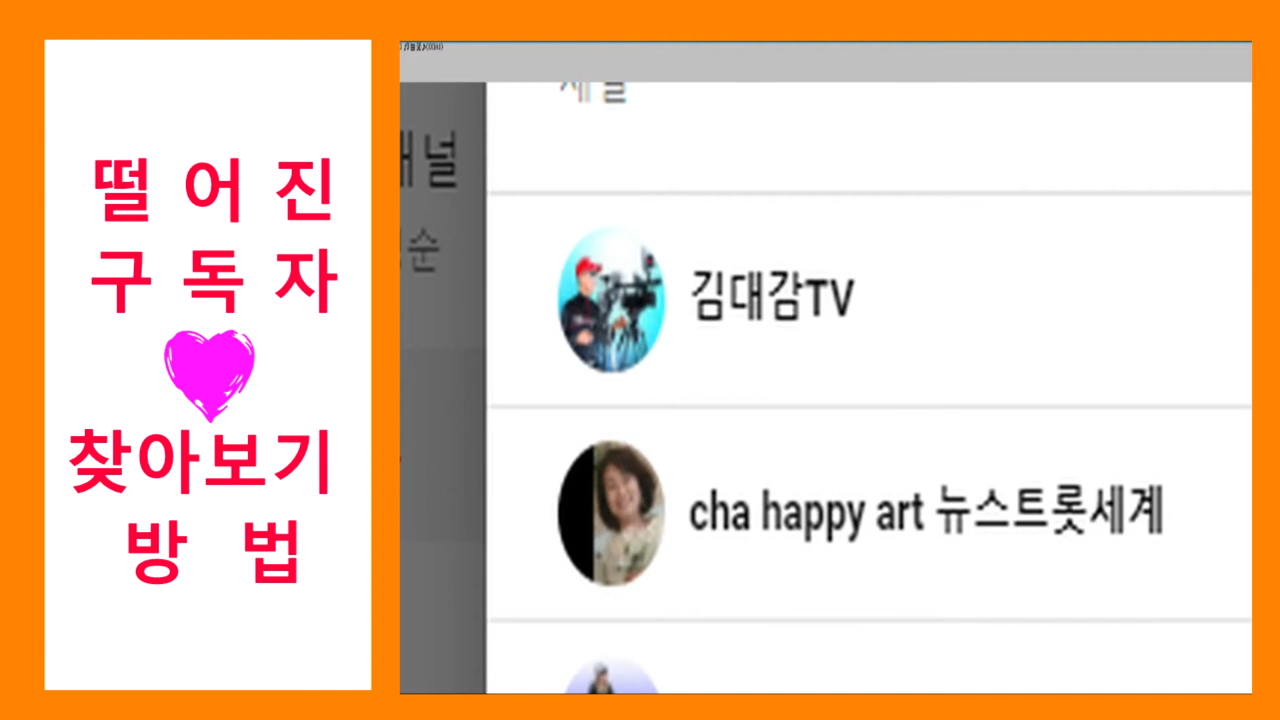 떨 어 진
구 독 자
찾아보기
방 법
채널
김대감TV
cha happy art 뉴스트롯세계